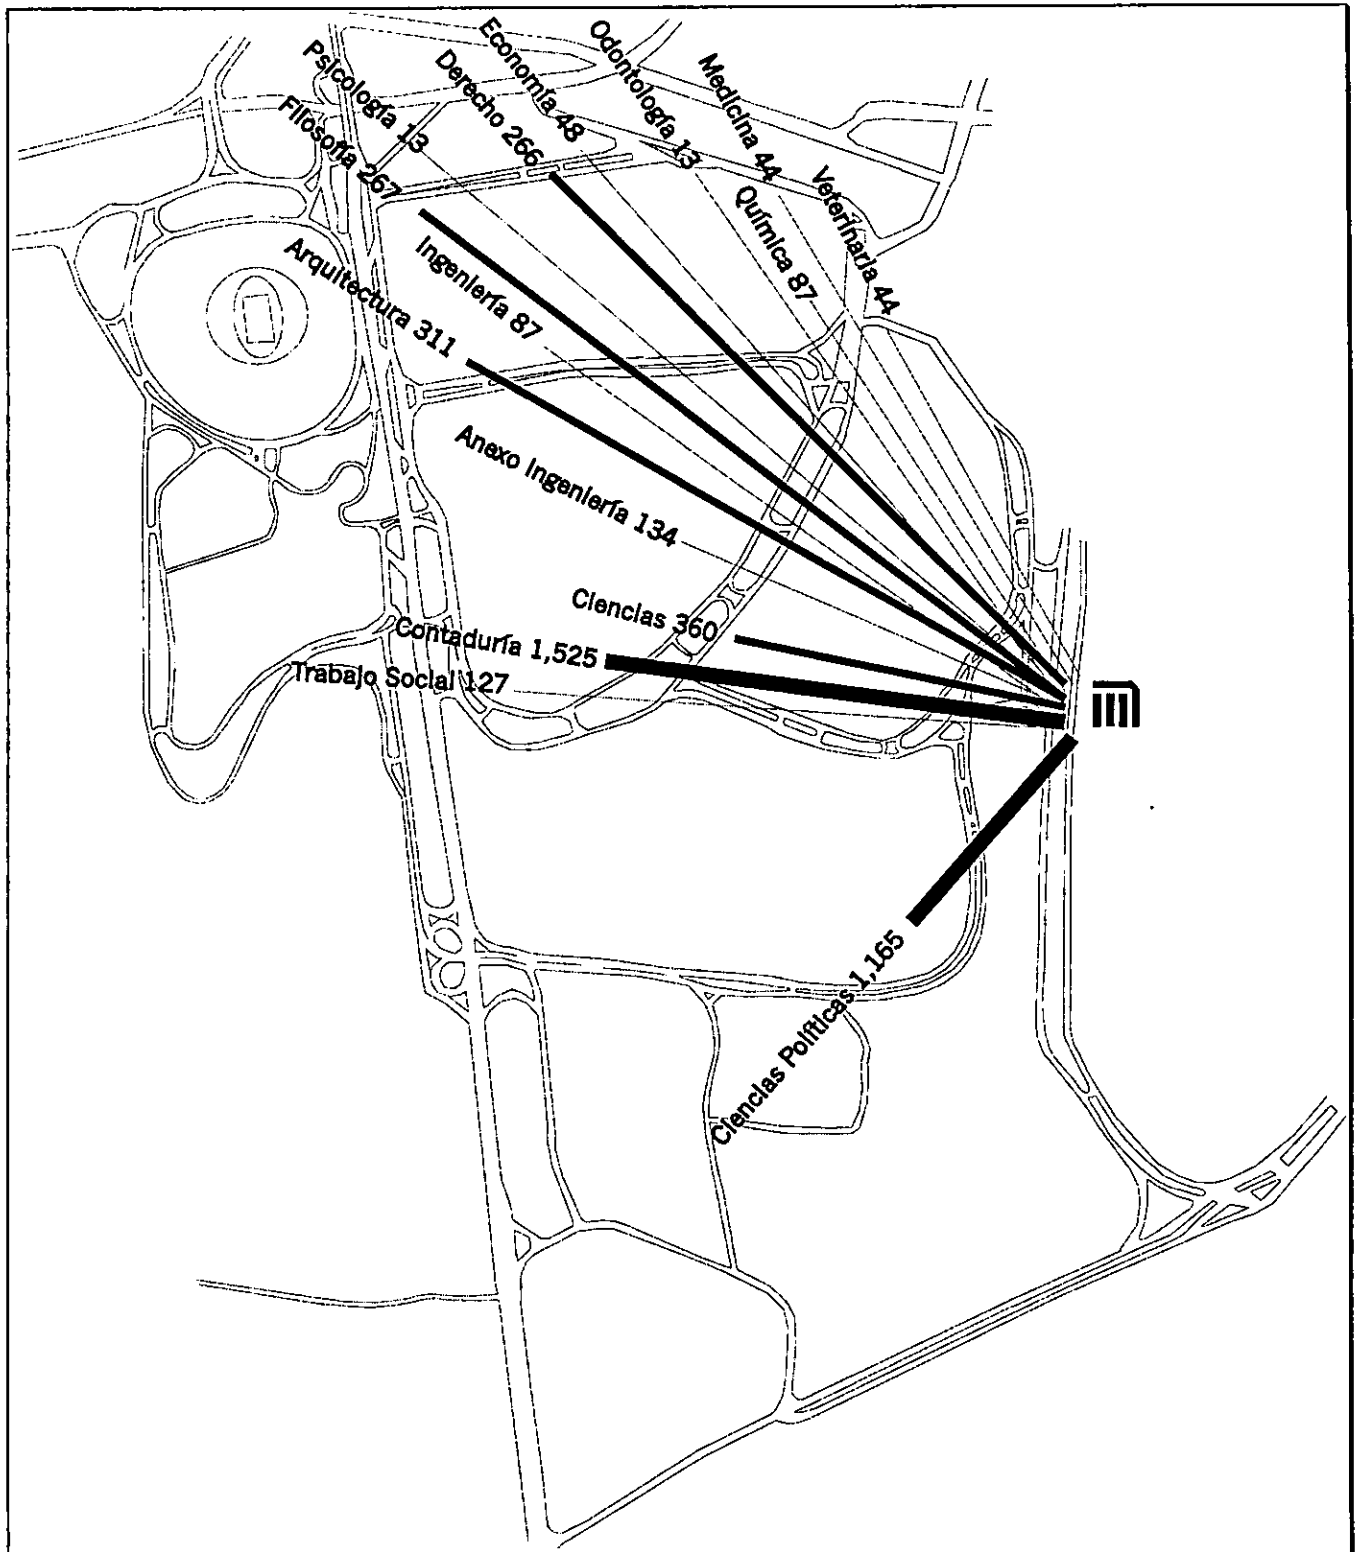 Psicología 13
Filosofía 267
Derecho 266
Economía 48
Odontología 13
Medicina 44
Química 87
Veterinaria 44
Arquitectura 311
Ingeniería 87
Anexo Ingeniería 134
Ciencias 360
Contaduría 1,525
Trabajo Social 127
Ciencias Políticas 1,165